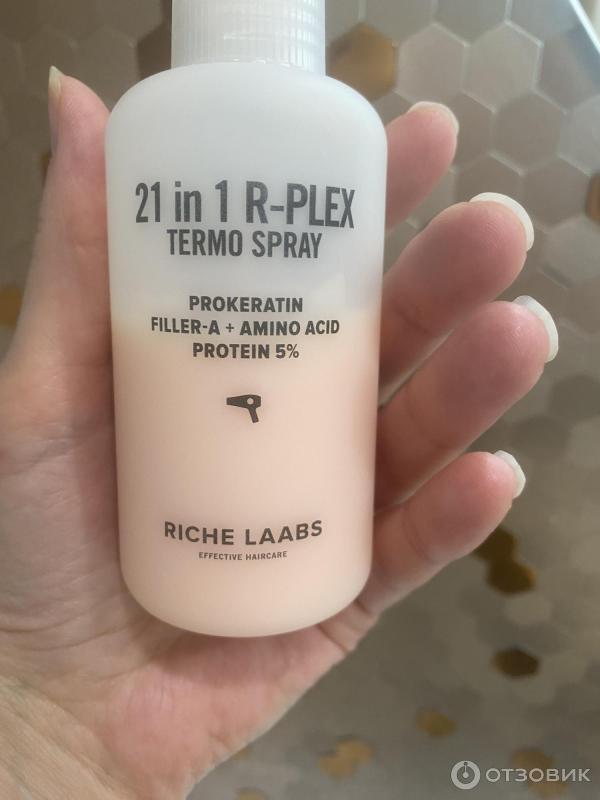 21 in 1 R-PLEX
TERMO SPRAY
PROKERATIN
FILLER-A + AMINO ACID
PROTEIN 5%
RICHE LAABS
EFFECTIVE HAIRCARE
ОТЗОВИК